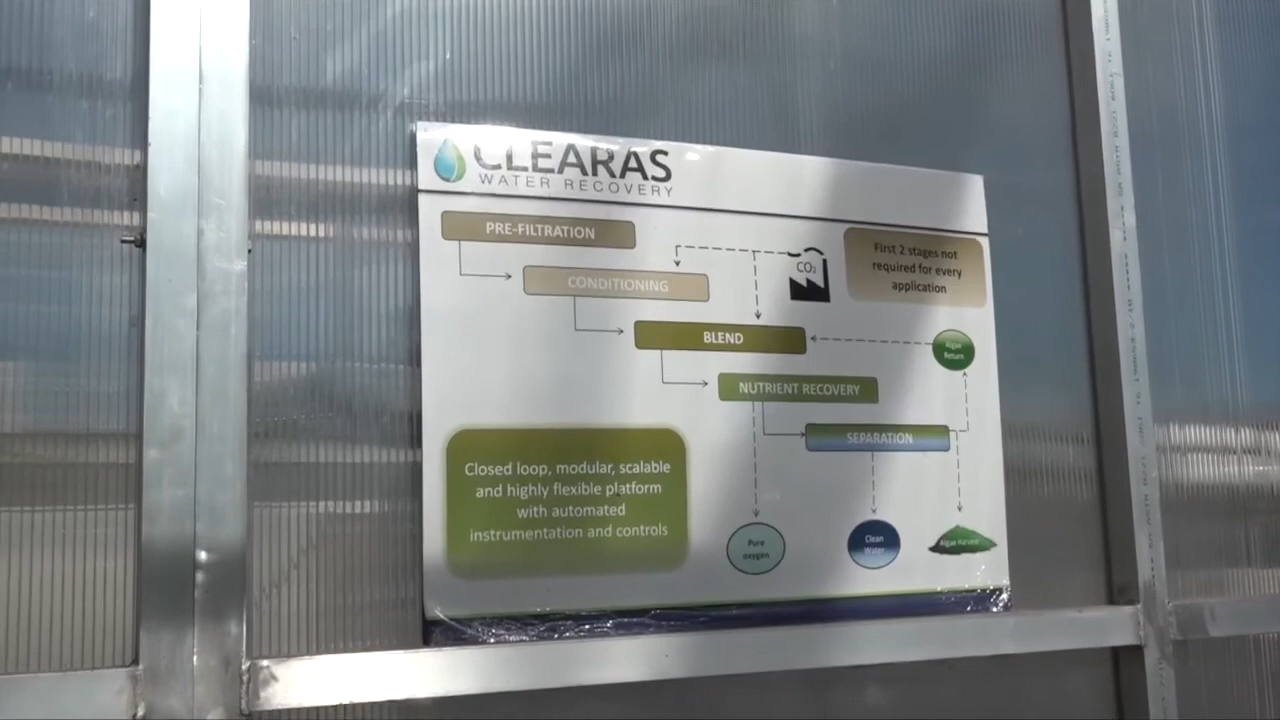 CLEARAS
WATER RECOVERY
PRE-FILTRATION
CO₂
First 2 stages not
required for every
application
CONDITIONING
BLEND
Algae
Return
NUTRIENT RECOVERY
SEPARATION
Closed loop, modular, scalable
and highly flexible platform
with automated
instrumentation and controls
Pure
oxygen
Clean
Water
Algae Harvest